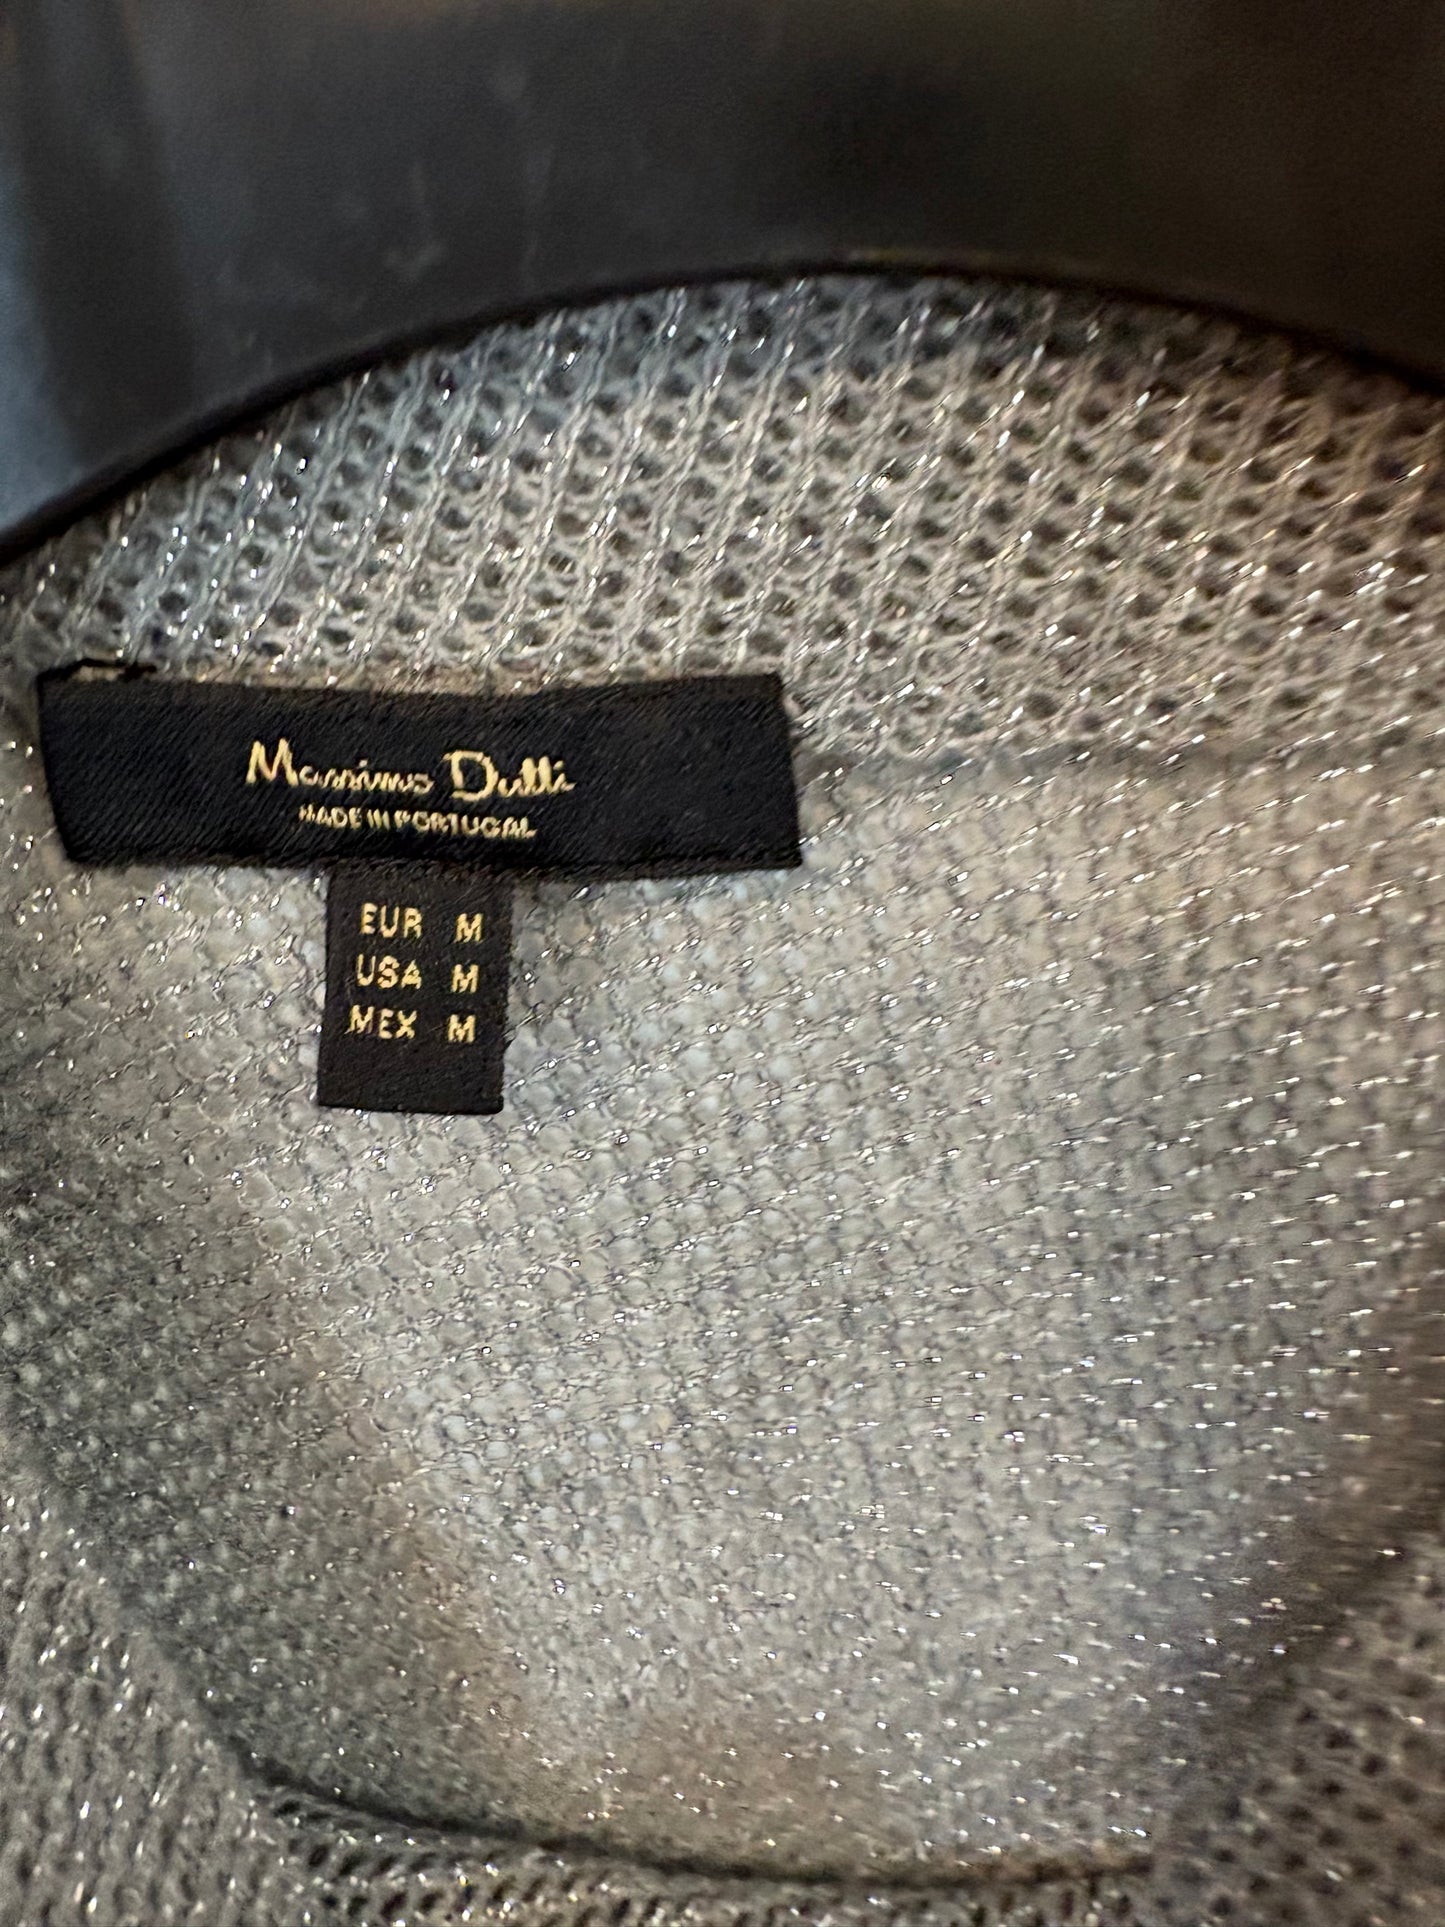 Massimo Dutti
MADE IN PORTUGAL
EUR M
USA M
MEX M